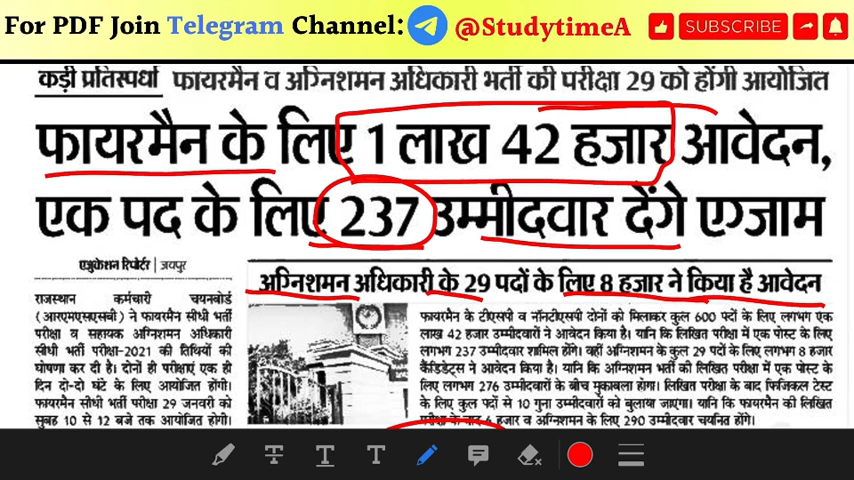 For PDF Join Telegram Channel: @StudytimeA SUBSCRIBE
कड़ी प्रतिस्पर्धा फायरमैन व अग्निशमन अधिकारी भर्ती की परीक्षा 29 को होंगी आयोजित
फायरमैन के लिए 1 लाख 42 हजार आवेदन,
एक पद के लिए 237 उम्मीदवार देंगे एग्जाम
एजुकेशन रिपोर्टर | जयपुर
राजस्थान कर्मचारी चयनबोर्ड
(आरएमएसएसबी) ने फायरमैन सीधी भर्ती
परीक्षा व सहायक अग्निशमन अधिकारी
सीधी भर्ती परीक्षा-2021 की तिथियों की
घोषणा कर दी है। दोनों ही परीक्षाएं एक ही
दिन दो-दो घंटे के लिए आयोजित होंगी।
फायरमैन सीधी भर्ती परीक्षा 29 जनवरी को
सुबह 10 से 12 बजे तक आयोजित होगी।
अग्निशमन अधिकारी के 29 पदों के लिए 8 हजार ने किया है आवेदन
फायरमैन के टीएसपी व नॉनटीएसपी दोनों को मिलाकर कुल 600 पदों के लिए लगभग एक
लाख 42 हजार उम्मीदवारों ने आवेदन किया है। यानि कि लिखित परीक्षा में एक पोस्ट के लिए
लगभग 237 उम्मीदवार शामिल होंगे। वहीं अग्निशमन के कुल 29 पदों के लिए लगभग 8 हजार
कैंडिडेट्स ने आवेदन किया है। यानि कि अग्निशमन भर्ती की लिखित परीक्षा में एक पोस्ट के लिए
लगभग 276 उम्मीदवारों के बीच मुकाबला होगा। लिखित परीक्षा के बाद फिजिकल टेस्ट
के लिए कुल पदों से 10 गुना उम्मीदवारों को बुलाया जाएगा। यानि कि फायरमैन की लिखित
परीक्षा के बाद 6 हजार व अग्निशमन के लिए 290 उम्मीदवार चयनित होंगे।